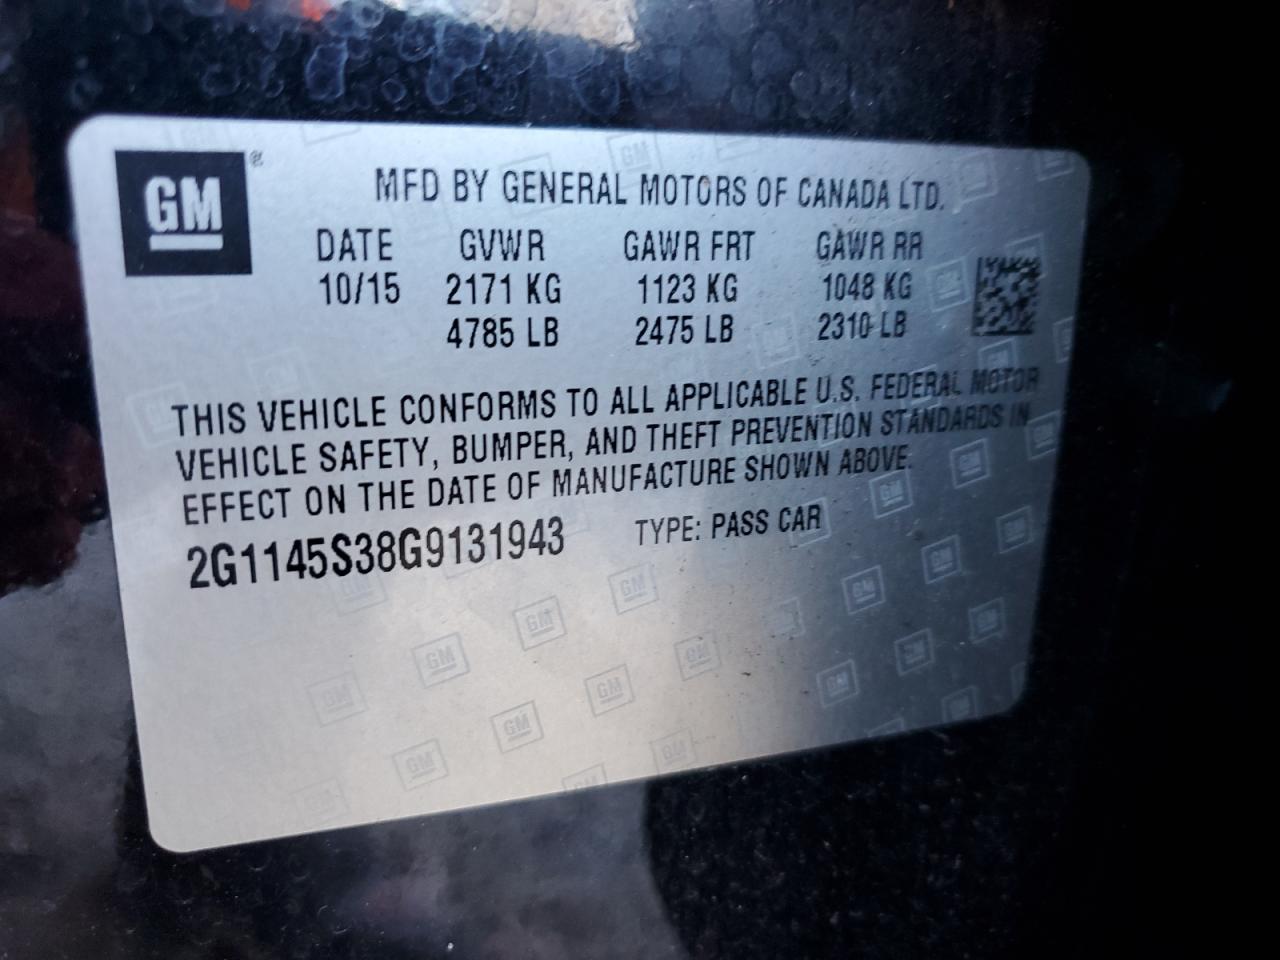 GM ®
MFD BY GENERAL MOTORS OF CANADA LTD.
DATE GVWR GAWR FRT GAWR RR
10/15 2171 KG 1123 KG 1048 KG
4785 LB 2475 LB 2310 LB
THIS VEHICLE CONFORMS TO ALL APPLICABLE U.S. FEDERAL MOTOR
VEHICLE SAFETY, BUMPER, AND THEFT PREVENTION STANDARDS IN
EFFECT ON THE DATE OF MANUFACTURE SHOWN ABOVE.
2G1145S38G9131943 TYPE: PASS CAR